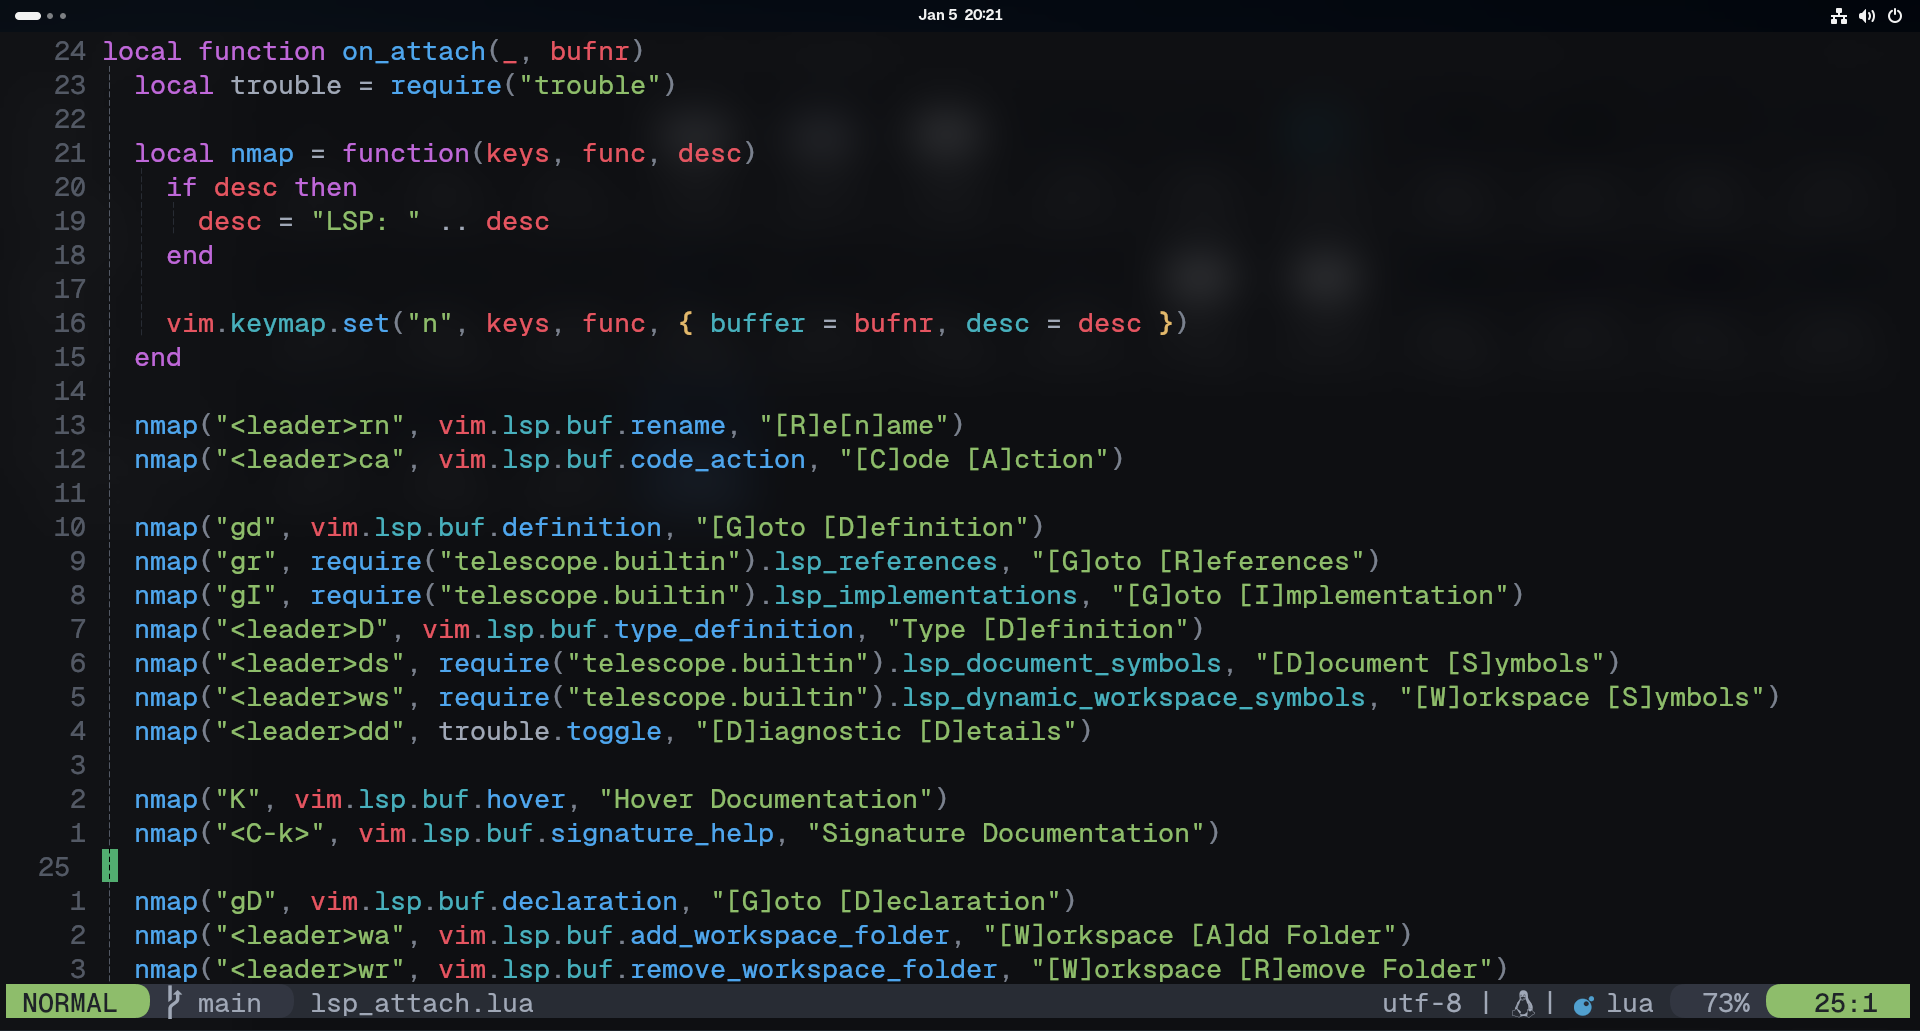 Jan 5 20:21
24 local function on_attach(_, bufnr)
23   local trouble = require("trouble")
22
21   local nmap = function(keys, func, desc)
20     if desc then
19       desc = "LSP: " .. desc
18     end
17
16     vim.keymap.set("n", keys, func, { buffer = bufnr, desc = desc })
15   end
14
13   nmap("<leader>rn", vim.lsp.buf.rename, "[R]e[n]ame")
12   nmap("<leader>ca", vim.lsp.buf.code_action, "[C]ode [A]ction")
11
10   nmap("gd", vim.lsp.buf.definition, "[G]oto [D]efinition")
9   nmap("gr", require("telescope.builtin").lsp_references, "[G]oto [R]eferences")
8   nmap("gI", require("telescope.builtin").lsp_implementations, "[G]oto [I]mplementation")
7   nmap("<leader>D", vim.lsp.buf.type_definition, "Type [D]efinition")
6   nmap("<leader>ds", require("telescope.builtin").lsp_document_symbols, "[D]ocument [S]ymbols")
5   nmap("<leader>ws", require("telescope.builtin").lsp_dynamic_workspace_symbols, "[W]orkspace [S]ymbols")
4   nmap("<leader>dd", trouble.toggle, "[D]iagnostic [D]etails")
3
2   nmap("K", vim.lsp.buf.hover, "Hover Documentation")
1   nmap("<C-k>", vim.lsp.buf.signature_help, "Signature Documentation")
25
1   nmap("gD", vim.lsp.buf.declaration, "[G]oto [D]eclaration")
2   nmap("<leader>wa", vim.lsp.buf.add_workspace_folder, "[W]orkspace [A]dd Folder")
3   nmap("<leader>wr", vim.lsp.buf.remove_workspace_folder, "[W]orkspace [R]emove Folder")
NORMAL main lsp_attach.lua utf-8 | | lua 73% 25:1